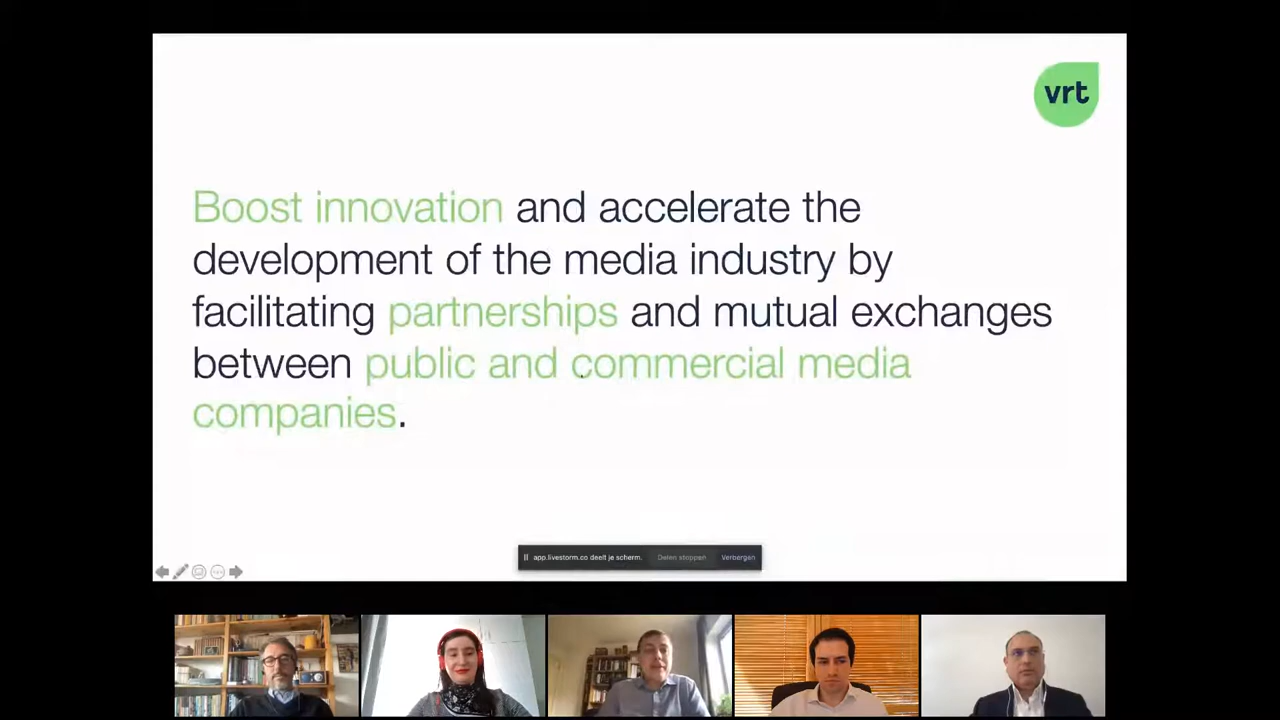 vrt
Boost innovation and accelerate the
development of the media industry by
facilitating partnerships and mutual exchanges
between public and commercial media
companies.
app.livestorm.co deelt je scherm. Delen stoppen Verbergen